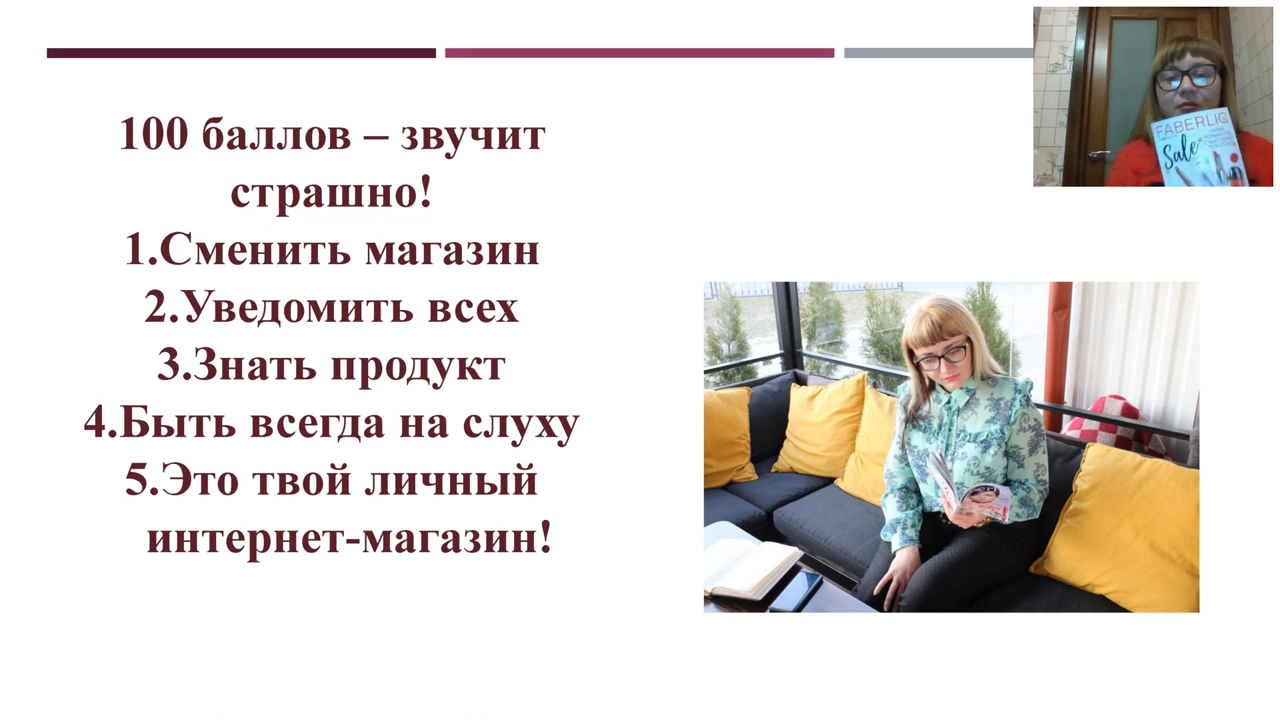 100 баллов – звучит
страшно!
1.Сменить магазин
2.Уведомить всех
3.Знать продукт
4.Быть всегда на слуху
5.Это твой личный
интернет-магазин!
FABERLIC
Sale